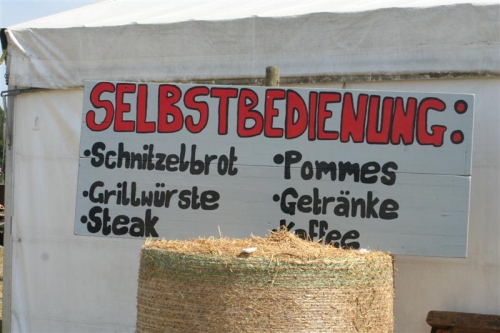 SELBSTBEDIENUNG:
•Schnitzelbrot
•Grillwürste
•Steak
•Pommes
•Getränke
•Kaffee